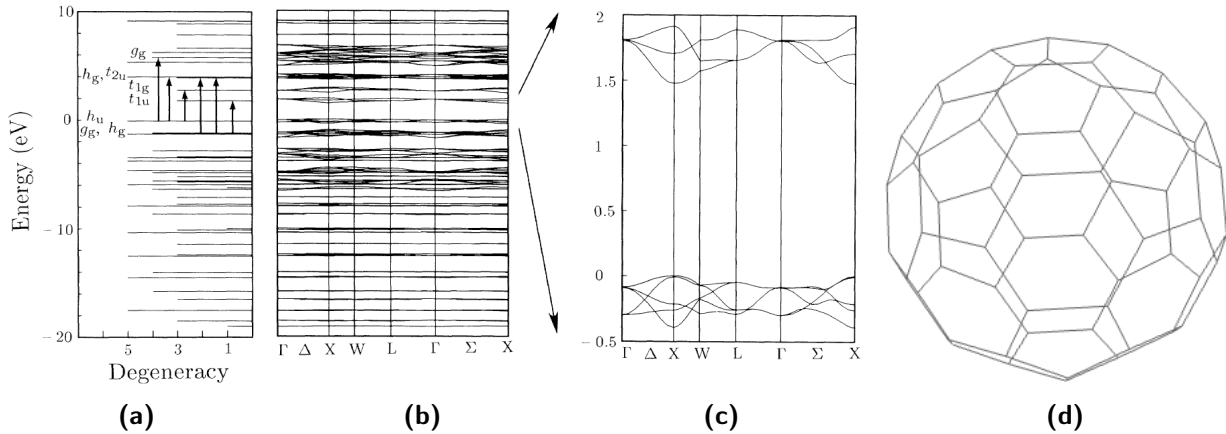 Energy (eV)
10
0
− 10
− 20
g_g
h_g, t_2u
t_1g
t_1u
h_u
g_g, h_g
5 3 1
Degeneracy
(a)
Γ Δ X W L Γ Σ X
(b)
2
1.5
1
0.5
0
− 0.5
Γ Δ X W L Γ Σ X
(c)
(d)